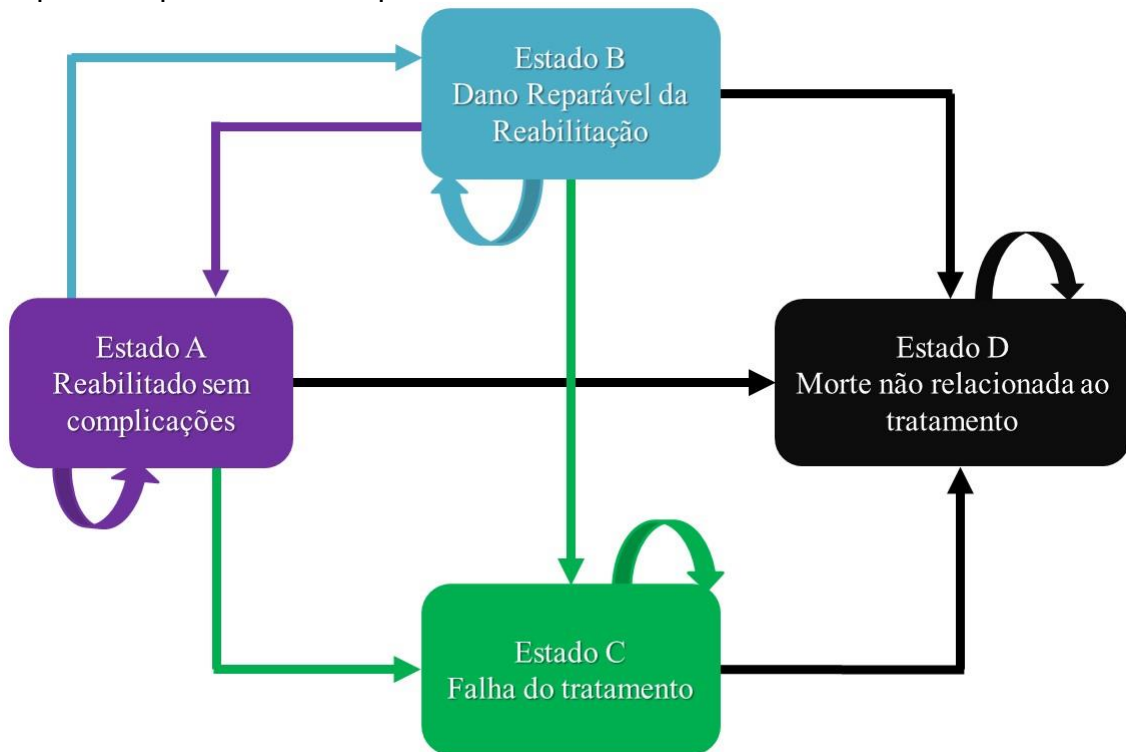 Estado B
Dano Reparável da
Reabilitação
Estado A
Reabilitado sem
complicações
Estado D
Morte não relacionada ao
tratamento
Estado C
Falha do tratamento